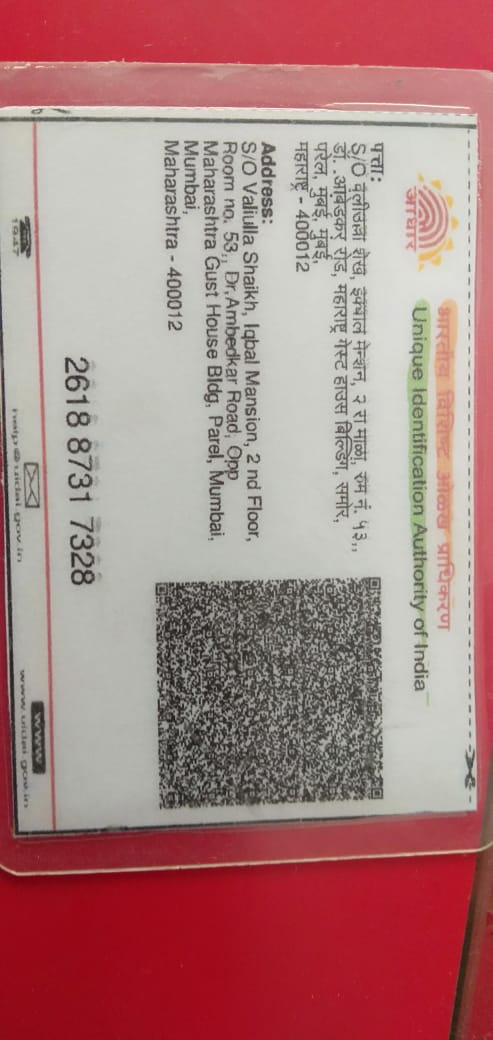 भारतीय विशिष्ट ओळख प्राधिकरण
Unique Identification Authority of India
आधार
पत्ता:
S/O वलीउल्ला शेख, इक्बाल मेन्शन, २ रा माळा, रुम नं. ५३,,
डॉ. आंबेडकर रोड, महाराष्ट्र गेस्ट हाउस बिल्डिंग, समोर,
परेल, मुंबई, मुंबई,
महाराष्ट्र - 400012
Address:
S/O Valiulla Shaikh, Iqbal Mansion, 2 nd Floor,
Room no. 53,, Dr.Ambedkar Road, Opp
Maharashtra Gust House Bldg, Parel, Mumbai,
Mumbai,
Maharashtra - 400012
2618 8731 7328
1947
help@uidai.gov.in
www
www.uidai.gov.in